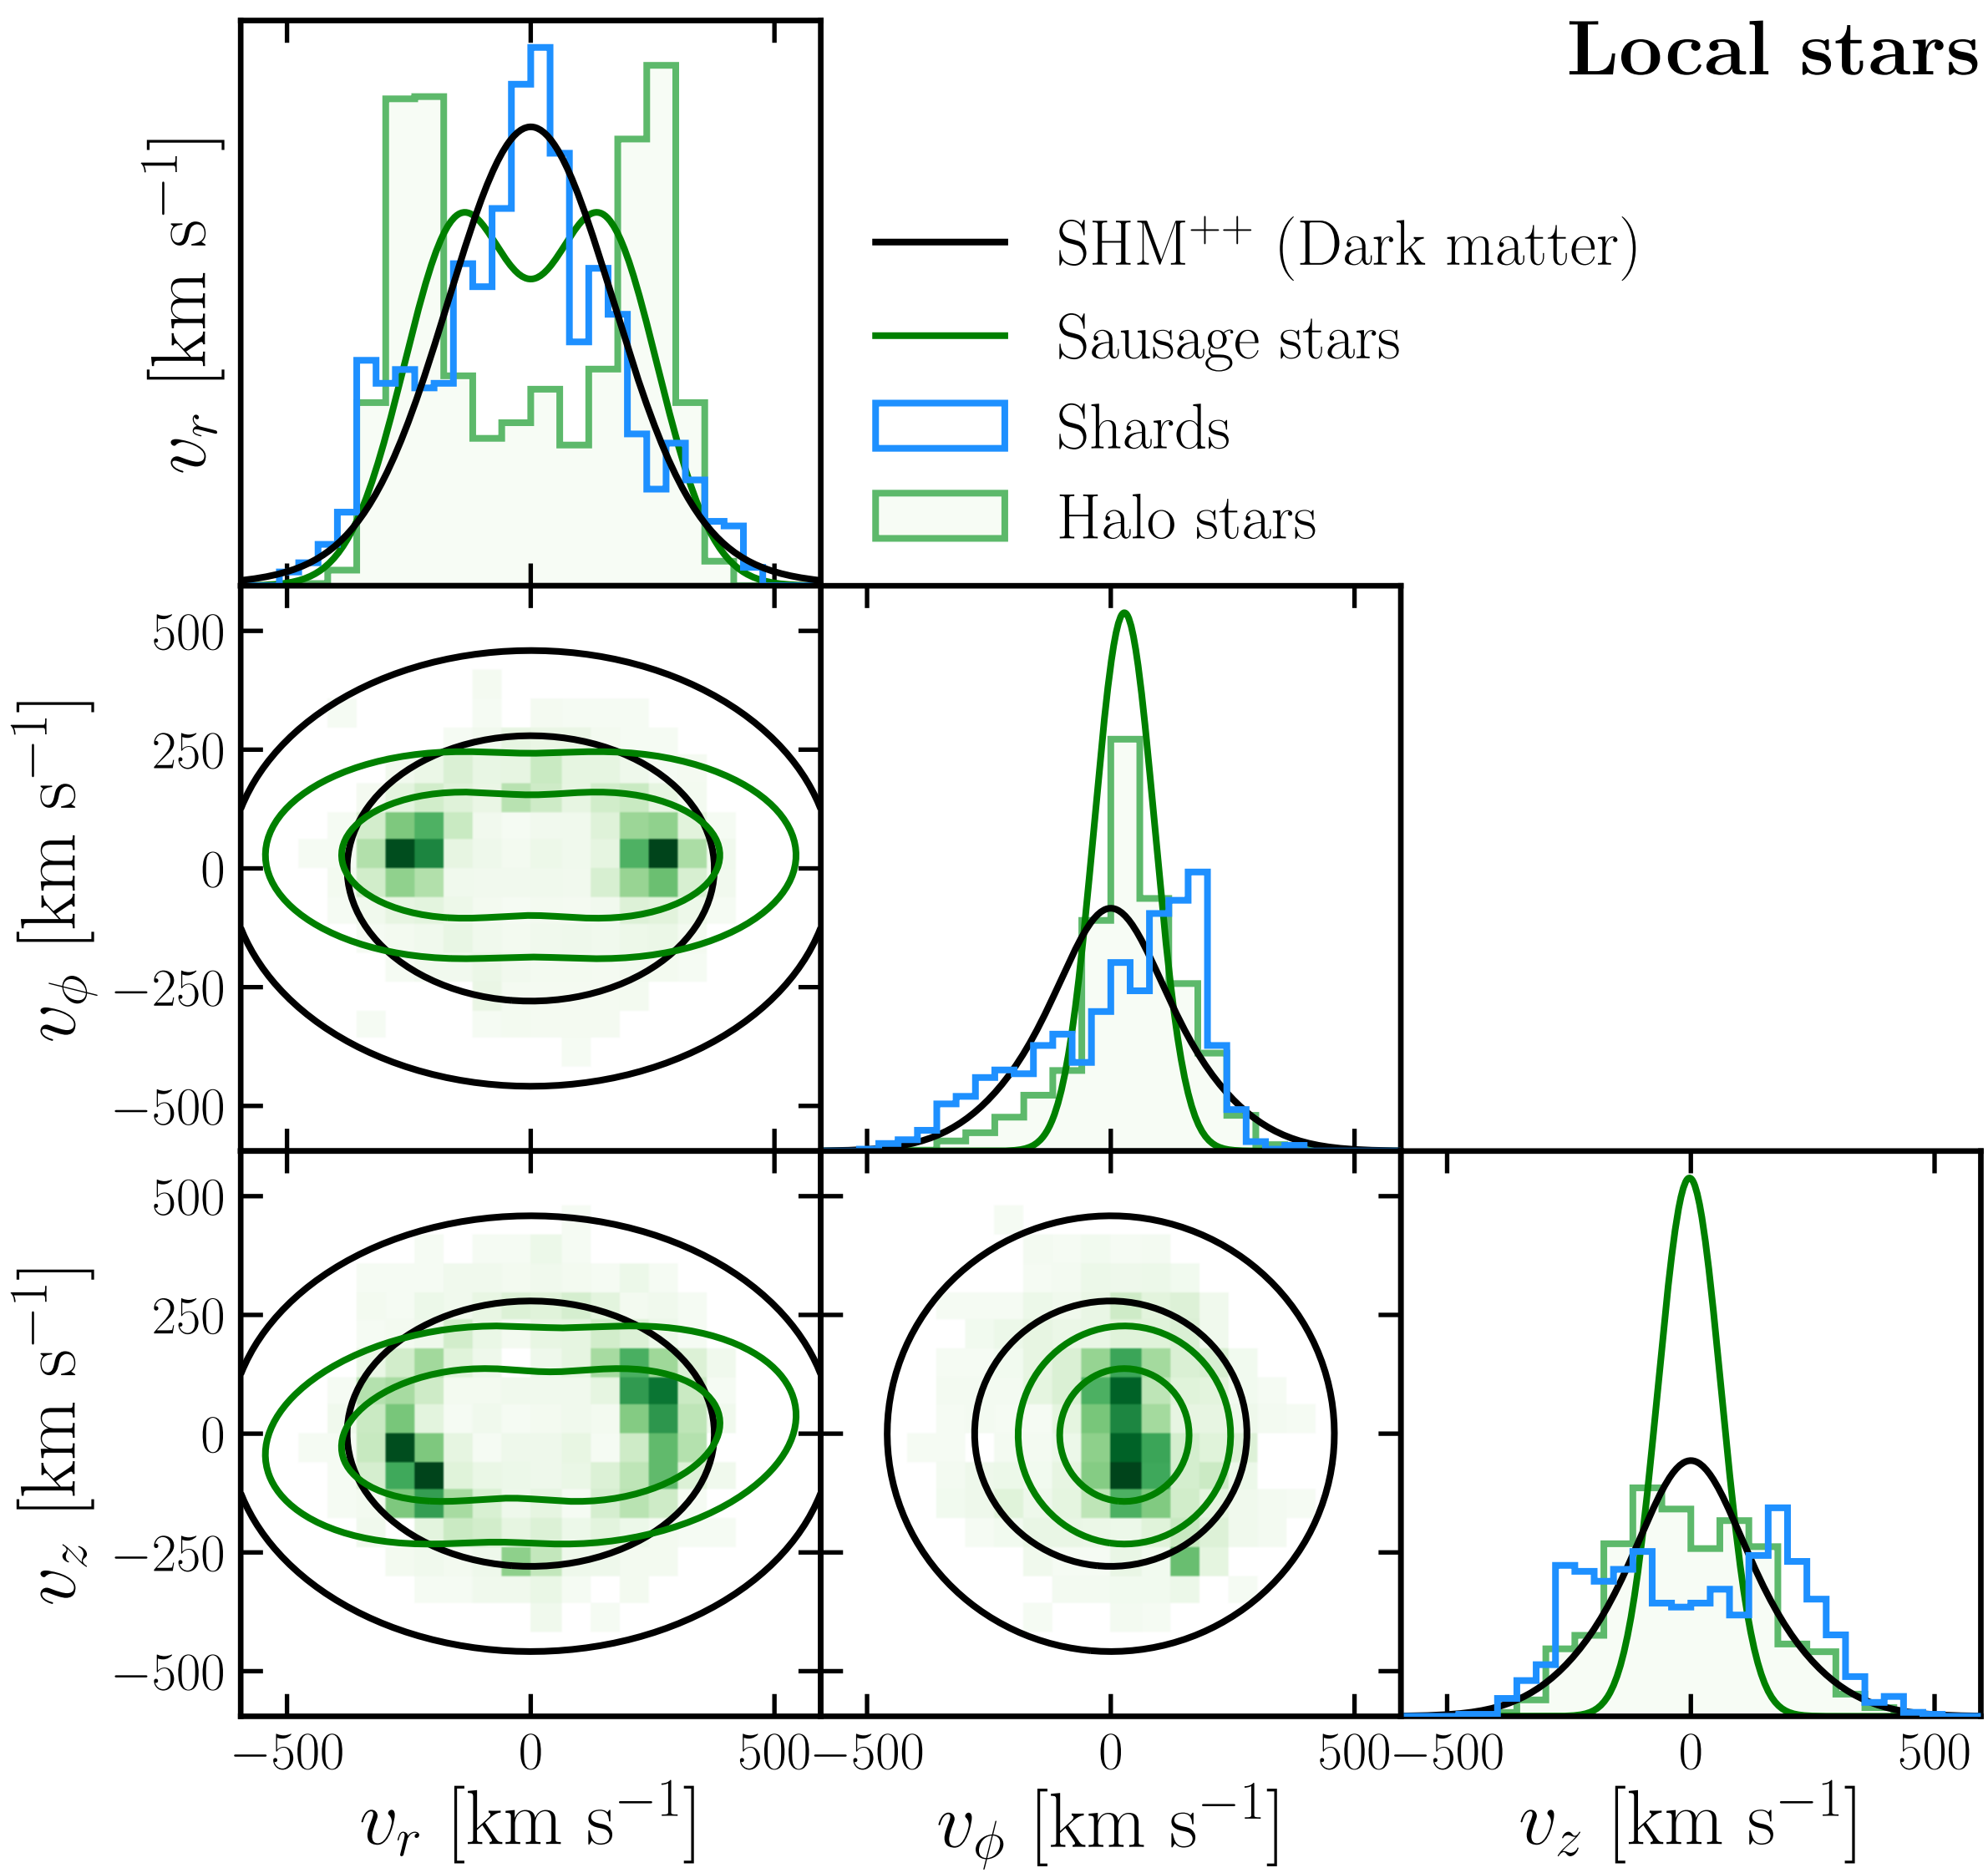 Local stars
v_r [km s⁻¹]
SHM⁺⁺ (Dark matter)
Sausage stars
Shards
Halo stars
500
250
0
−250
−500
v_ϕ [km s⁻¹]
500
250
0
−250
−500
v_z [km s⁻¹]
−500 0 500 −500 0 500 −500 0 500
v_r [km s⁻¹] v_ϕ [km s⁻¹] v_z [km s⁻¹]